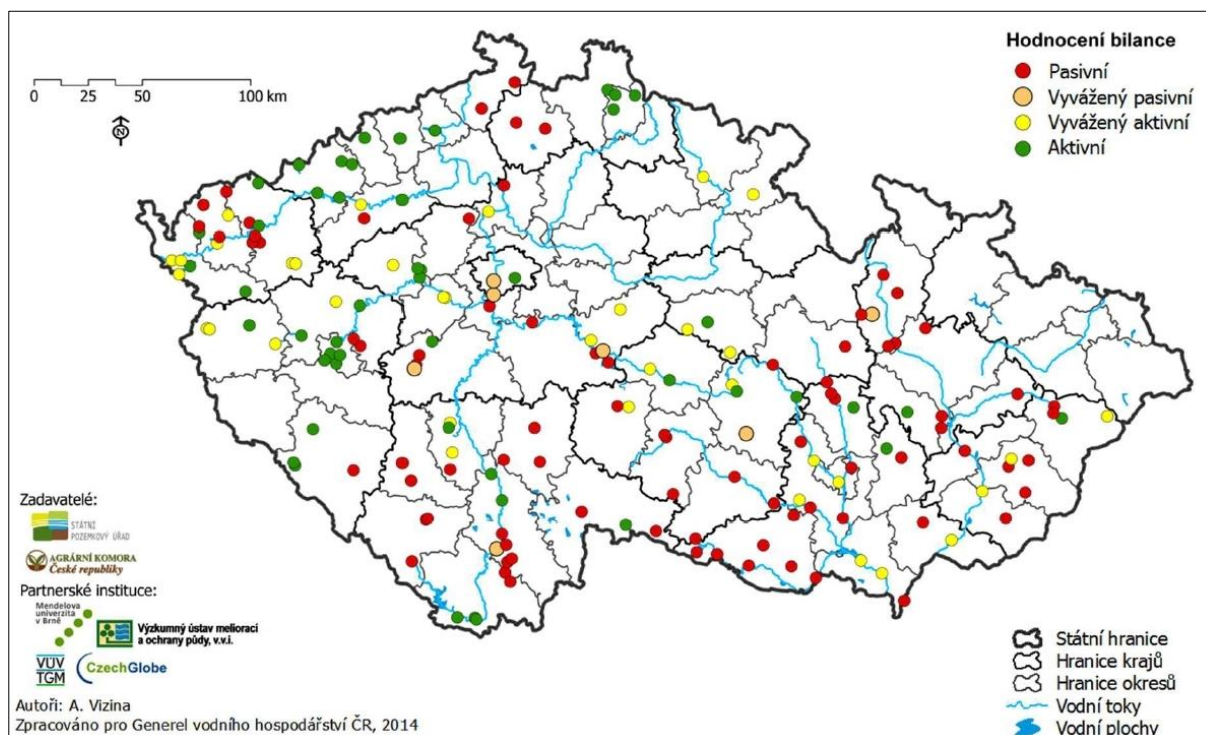 Hodnocení bilance
Pasivní
Vyvážený pasivní
Vyvážený aktivní
Aktivní
0 25 50 100 km
N
Zadavatelé:
STÁTNÍ
POZEMKOVÝ ÚŘAD
AGRÁRNÍ KOMORA
České republiky
Partnerské instituce:
Mendelova
univerzita
v Brně
Výzkumný ústav meliorací
a ochrany půdy, v.v.i.
VÚV
TGM
CzechGlobe
Autoři: A. Vizina
Zpracováno pro Generel vodního hospodářství ČR, 2014
Státní hranice
Hranice krajů
Hranice okresů
Vodní toky
Vodní plochy